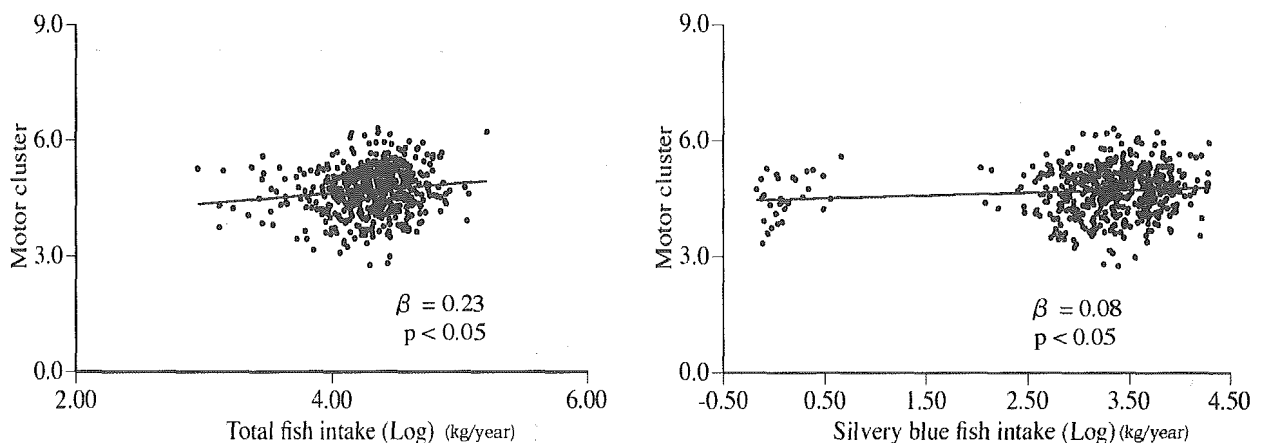 9.0
6.0
3.0
0.0
Motor cluster
β = 0.23
p < 0.05
2.00
4.00
6.00
Total fish intake (Log) (kg/year)
9.0
6.0
3.0
0.0
Motor cluster
β = 0.08
p < 0.05
-0.50
0.50
1.50
2.50
3.50
4.50
Silvery blue fish intake (Log) (kg/year)